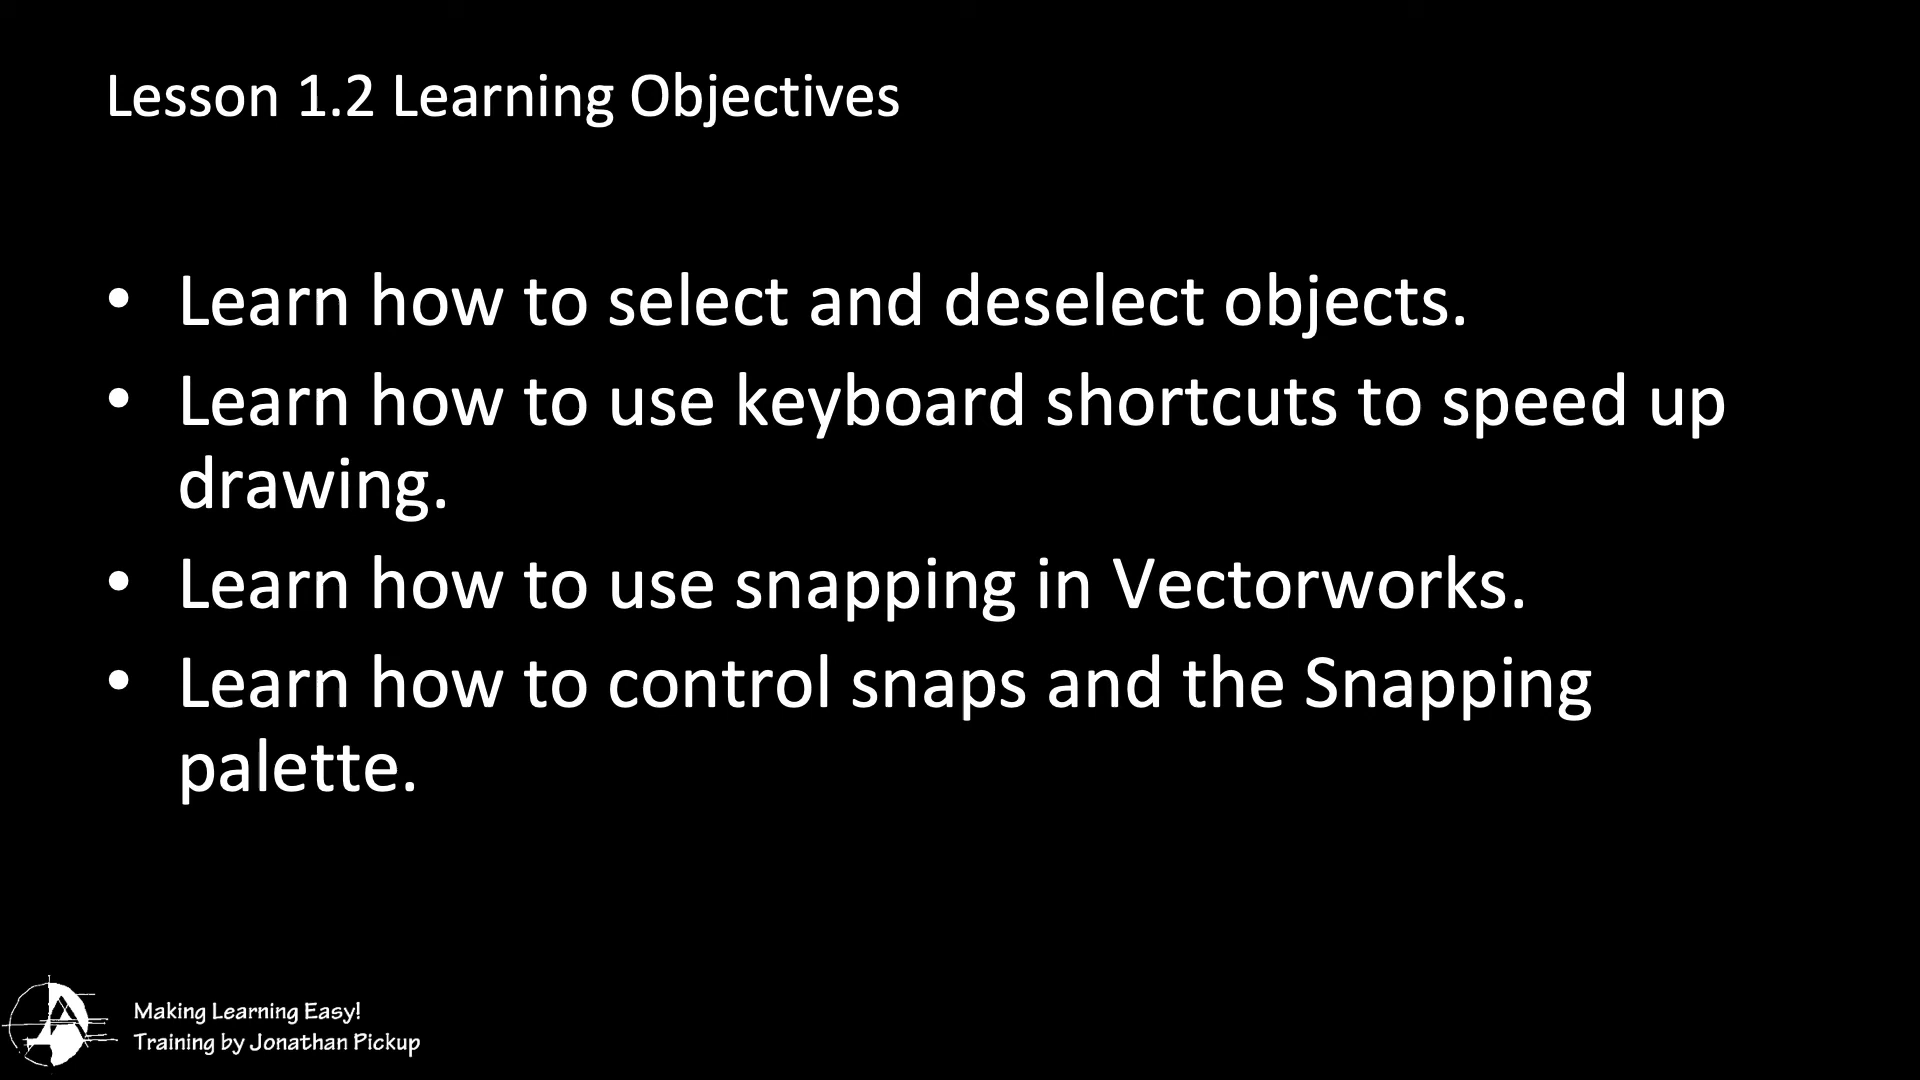 Lesson 1.2 Learning Objectives
• Learn how to select and deselect objects.
• Learn how to use keyboard shortcuts to speed up
drawing.
• Learn how to use snapping in Vectorworks.
• Learn how to control snaps and the Snapping
palette.
Making Learning Easy!
Training by Jonathan Pickup